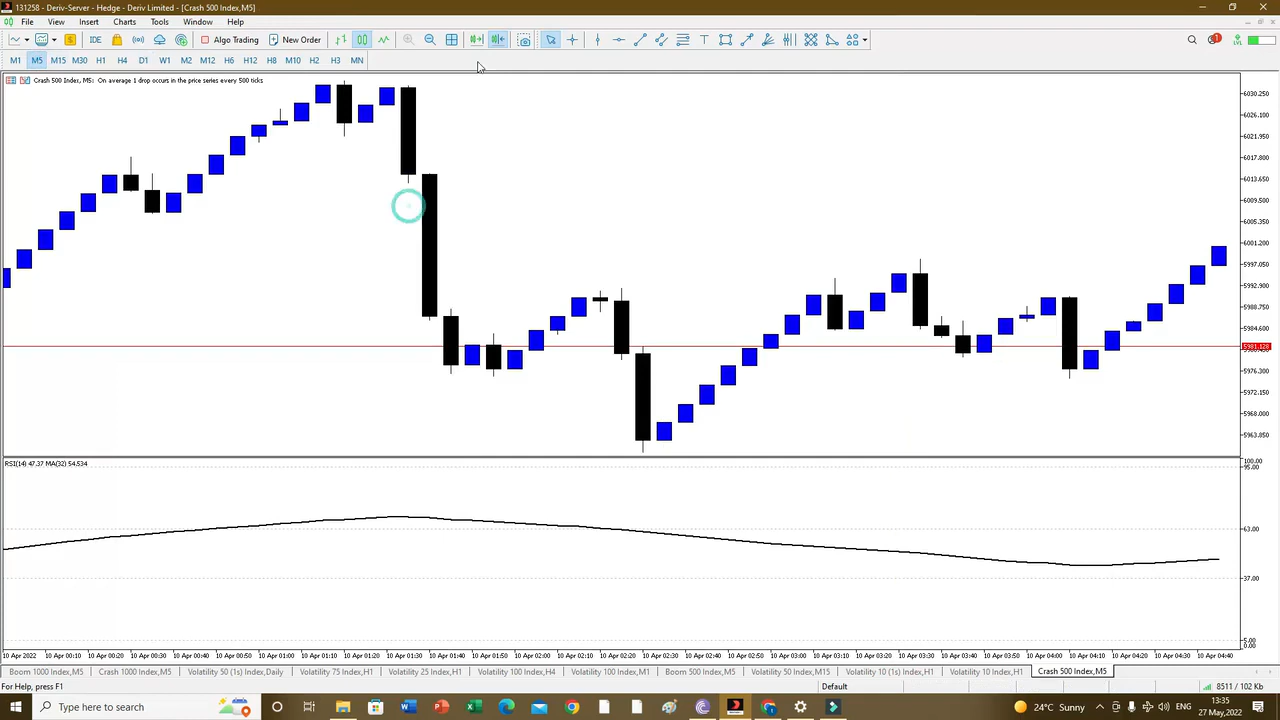 131258 - Deriv-Server - Hedge - Deriv Limited - [Crash 500 Index,M5]
File View Insert Charts Tools Window Help
IDE Algo Trading New Order 1 LVL
M1 M5 M15 M30 H1 H4 D1 W1 M2 M12 H6 H12 H8 M10 H2 H3 MN
Crash 500 Index, M5: On average 1 drop occurs in the price series every 500 ticks
6030.250
6026.100
6021.950
6017.800
6013.650
6009.500
6005.350
6001.200
5997.050
5992.900
5988.750
5984.600
5981.128
5976.300
5972.150
5968.000
5963.850
RSI(14) 47.37 MA(32) 54.534
100.00
95.00
63.00
37.00
5.00
0.00
10 Apr 2022 10 Apr 00:10 10 Apr 00:20 10 Apr 00:30 10 Apr 00:40 10 Apr 00:50 10 Apr 01:00 10 Apr 01:10 10 Apr 01:20 10 Apr 01:30 10 Apr 01:40 10 Apr 01:50 10 Apr 02:00 10 Apr 02:10 10 Apr 02:20 10 Apr 02:30 10 Apr 02:40 10 Apr 02:50 10 Apr 03:00 10 Apr 03:10 10 Apr 03:20 10 Apr 03:30 10 Apr 03:40 10 Apr 03:50 10 Apr 04:00 10 Apr 04:10 10 Apr 04:20 10 Apr 04:30 10 Apr 04:40
Boom 1000 Index,M5 Crash 1000 Index,M5 Volatility 50 (1s) Index,Daily Volatility 75 Index,H1 Volatility 25 Index,H1 Volatility 100 Index,H4 Volatility 100 Index,M1 Boom 500 Index,M5 Volatility 50 Index,M15 Volatility 10 (1s) Index,H1 Volatility 10 Index,H1 Crash 500 Index,M5
For Help, press F1 Default 8511 / 102 Kb
Type here to search 24°C Sunny ENG 13:35
27 May,2022